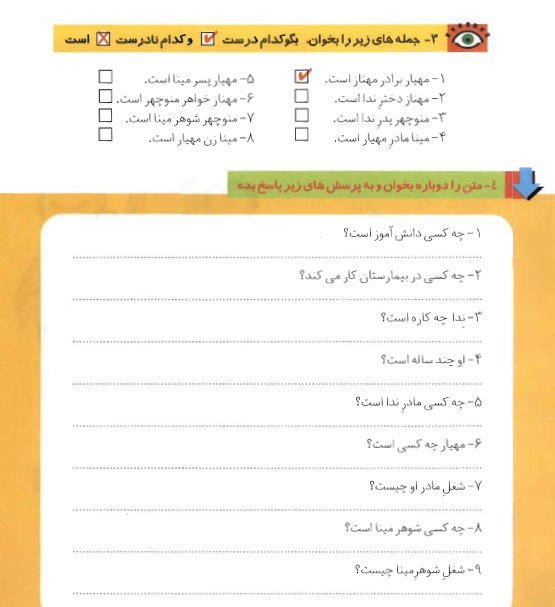 ۳- جمله های زیر را بخوان. بگو کدام درست و کدام نادرست است
۱- مهیار برادر مهناز است.
۲- مهناز دخترِ ندا است.
۳- منوچهر پدرِ ندا است.
۴- مینا مادرِ مهیار است.
۵- مهیار پسر مینا است.
۶- مهناز خواهر منوچهر است.
۷- منوچهر شوهر مینا است.
۸- مینا زن مهیار است.
٤- متن را دوباره بخوان و به پرسش های زیر پاسخ بده
۱- چه کسی دانش آموز است؟
۲- چه کسی در بیمارستان کار می کند؟
۳- نِدا چه کاره است؟
۴- او چند ساله است؟
۵- چه کسی مادرِ ندا است؟
۶- مهیار چه کسی است؟
۷- شغلِ مادر او چیست؟
۸- چه کسی شوهر مینا است؟
۹- شغلِ شوهرِ مینا چیست؟